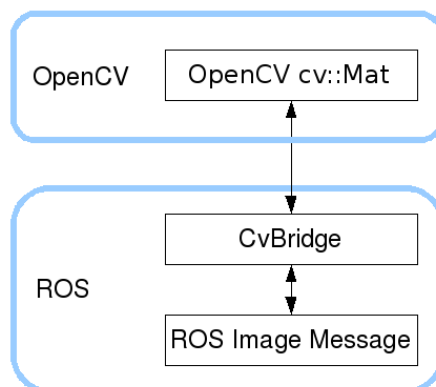 OpenCV
OpenCV cv::Mat
CvBridge
ROS
ROS Image Message